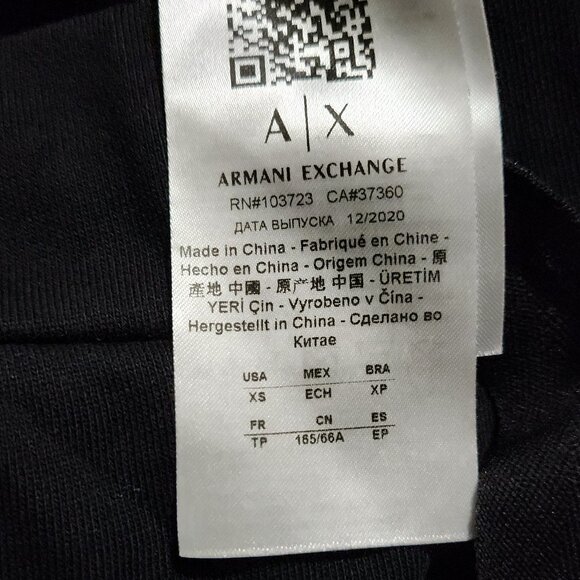 A|X
ARMANI EXCHANGE
RN#103723 CA#37360
ДАТА ВЫПУСКА 12/2020
Made in China - Fabriqué en Chine -
Hecho en China - Origem China - 原
產地 中國 - 原产地 中国 - ÜRETİM
YERİ Çin - Vyrobeno v Čína -
Hergestellt in China - Сделано во
Китае
USA MEX BRA
XS ECH XP
FR CN ES
TP 165/66A EP